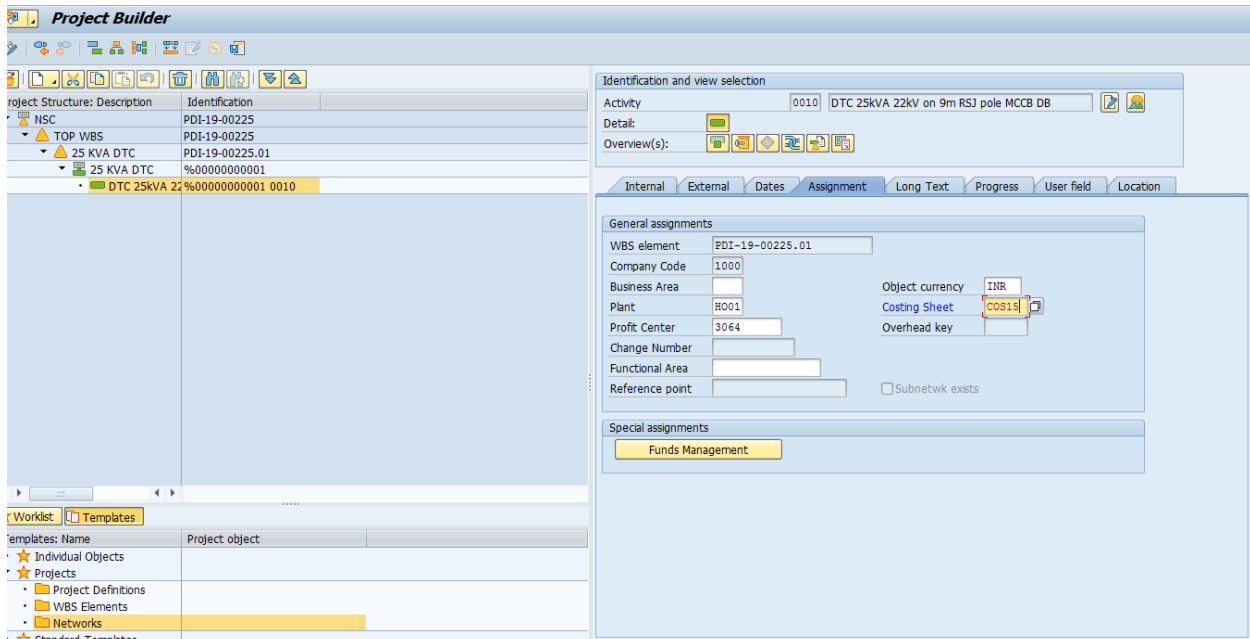 Project Builder
Project Structure: Description Identification
NSC PDI-19-00225
TOP WBS PDI-19-00225
25 KVA DTC PDI-19-00225.01
25 KVA DTC %00000000001
DTC 25kVA 22 %00000000001 0010
Worklist Templates
Templates: Name Project object
Individual Objects
Projects
Project Definitions
WBS Elements
Networks
Standard Templates
Identification and view selection
Activity 0010 DTC 25kVA 22kV on 9m RSJ pole MCCB DB
Detail:
Overview(s):
Internal External Dates Assignment Long Text Progress User field Location
General assignments
WBS element PDI-19-00225.01
Company Code 1000
Business Area Object currency INR
Plant HO01 Costing Sheet COS15
Profit Center 3064 Overhead key
Change Number
Functional Area
Reference point Subnetwk exists
Special assignments
Funds Management